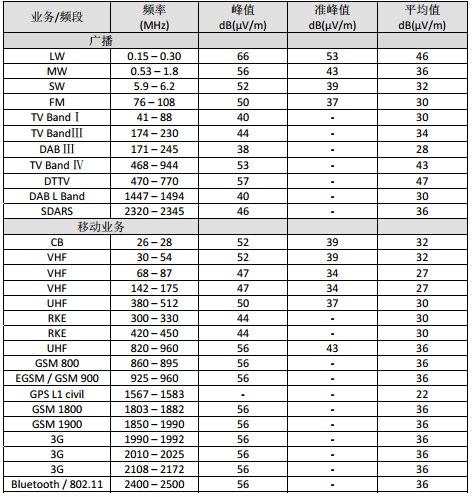 业务/频段 频率 (MHz) 峰值 dB(μV/m) 准峰值 dB(μV/m) 平均值 dB(μV/m)
广播
LW 0.15 – 0.30 66 53 46
MW 0.53 – 1.8 56 43 36
SW 5.9 – 6.2 52 39 32
FM 76 – 108 50 37 30
TV Band Ⅰ 41 – 88 40 - 30
TV BandⅢ 174 – 230 44 - 34
DAB Ⅲ 171 – 245 38 - 28
TV Band Ⅳ 468 – 944 53 - 43
DTTV 470 – 770 57 - 47
DAB L Band 1447 – 1494 40 - 30
SDARS 2320 – 2345 46 - 36
移动业务
CB 26 – 28 52 39 32
VHF 30 – 54 52 39 32
VHF 68 – 87 47 34 27
VHF 142 – 175 47 34 27
UHF 380 – 512 50 37 30
RKE 300 – 330 44 - 30
RKE 420 – 450 44 - 30
UHF 820 – 960 56 43 36
GSM 800 860 – 895 56 - 36
EGSM / GSM 900 925 – 960 56 - 36
GPS L1 civil 1567 – 1583 - - 22
GSM 1800 1803 – 1882 56 - 36
GSM 1900 1850 – 1990 56 - 36
3G 1990 – 1992 56 - 36
3G 2010 – 2025 56 - 36
3G 2108 – 2172 56 - 36
Bluetooth / 802.11 2400 – 2500 56 - 36